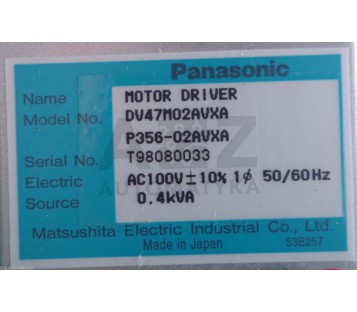 Panasonic
Name MOTOR DRIVER
Model No. DV47M02AVXA
P356-02AVXA
Serial No. T98080033
Electric AC100V±10% 1ϕ 50/60Hz
Source 0.4kVA
Matsushita Electric Industrial Co., Ltd.
Made in Japan 53B257